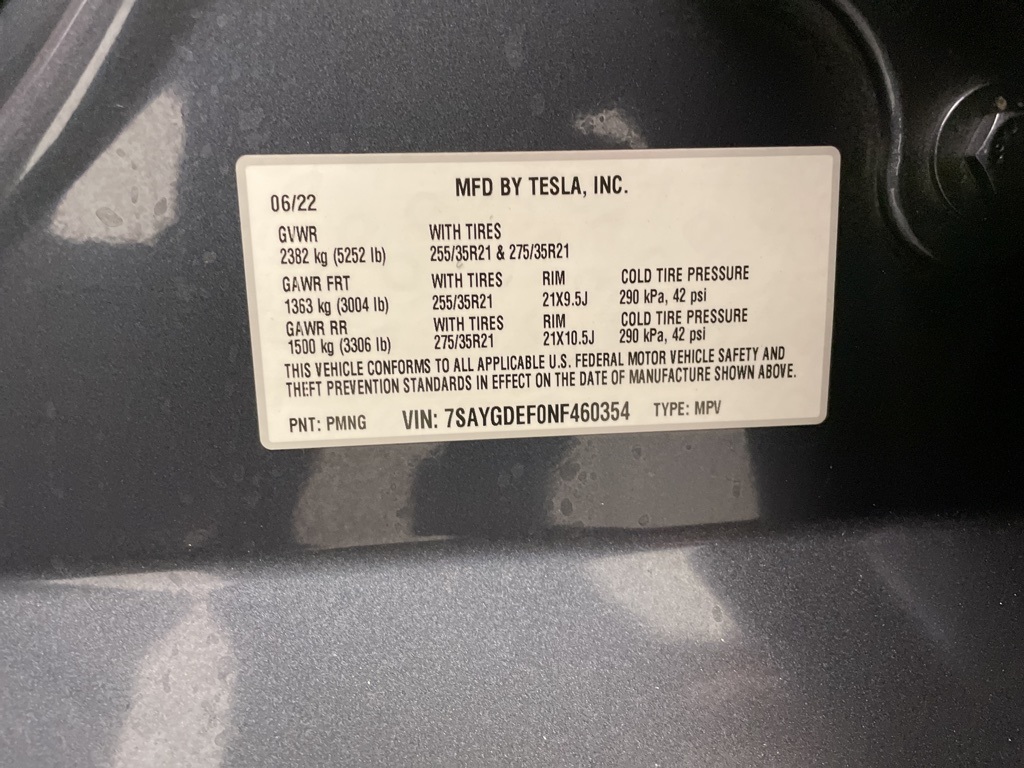 MFD BY TESLA, INC.
06/22
GVWR WITH TIRES
2382 kg (5252 lb) 255/35R21 & 275/35R21
GAWR FRT WITH TIRES RIM COLD TIRE PRESSURE
1363 kg (3004 lb) 255/35R21 21X9.5J 290 kPa, 42 psi
GAWR RR WITH TIRES RIM COLD TIRE PRESSURE
1500 kg (3306 lb) 275/35R21 21X10.5J 290 kPa, 42 psi
THIS VEHICLE CONFORMS TO ALL APPLICABLE U.S. FEDERAL MOTOR VEHICLE SAFETY AND
THEFT PREVENTION STANDARDS IN EFFECT ON THE DATE OF MANUFACTURE SHOWN ABOVE.
PNT: PMNG VIN: 7SAYGDEF0NF460354 TYPE: MPV